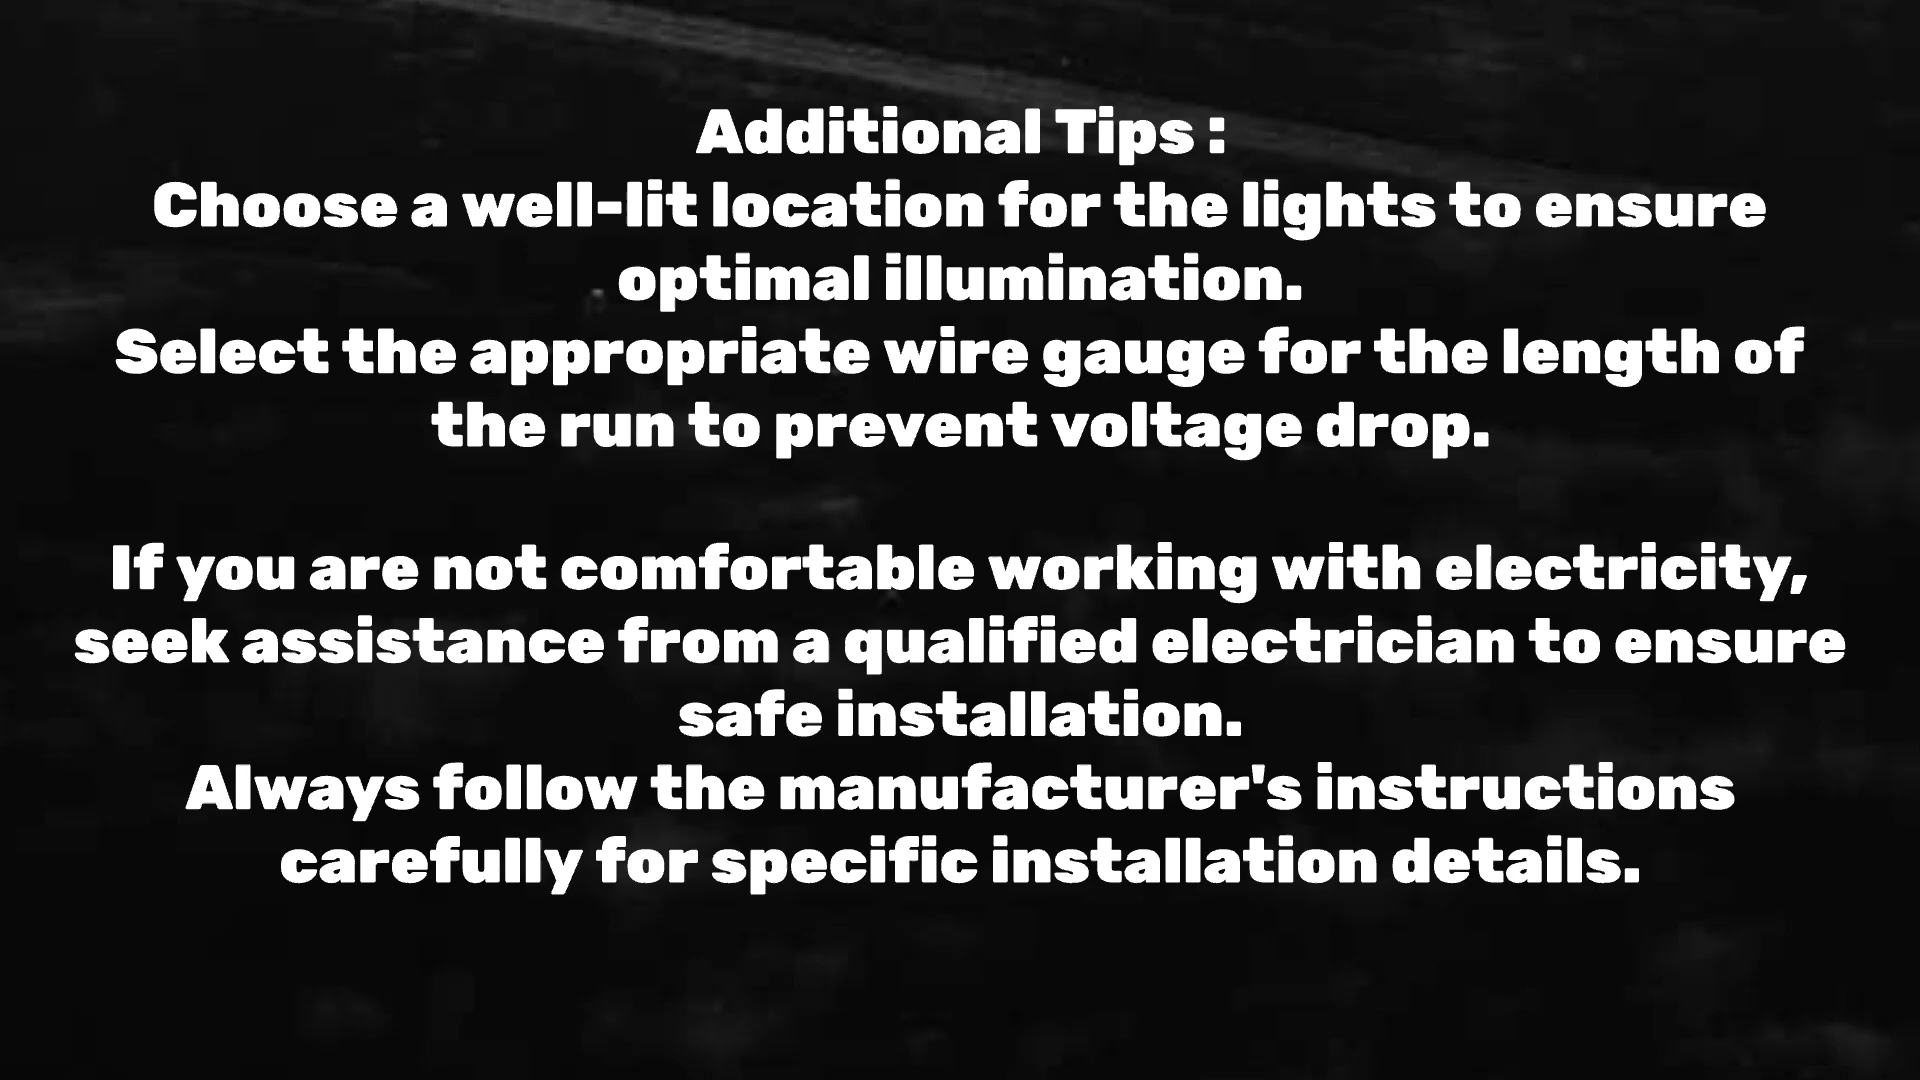 Additional Tips :
Choose a well-lit location for the lights to ensure
optimal illumination.
Select the appropriate wire gauge for the length of
the run to prevent voltage drop.
If you are not comfortable working with electricity,
seek assistance from a qualified electrician to ensure
safe installation.
Always follow the manufacturer's instructions
carefully for specific installation details.